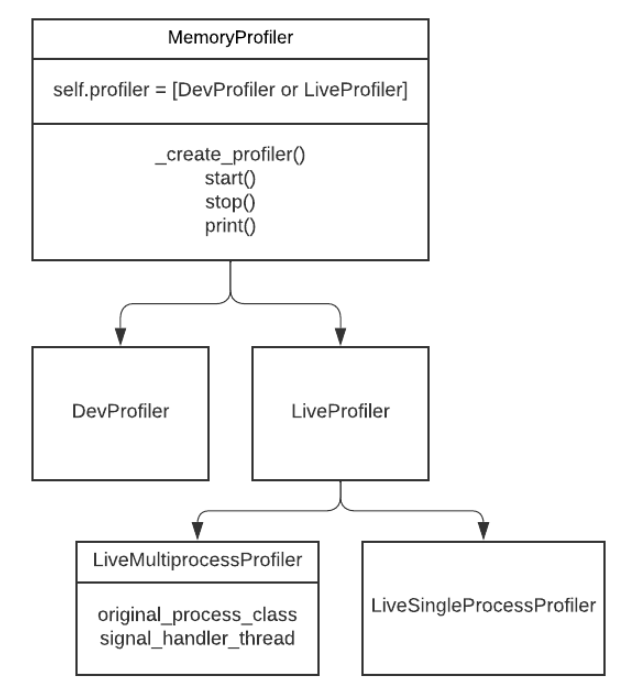 MemoryProfiler
self.profiler = [DevProfiler or LiveProfiler]
_create_profiler()
start()
stop()
print()
DevProfiler
LiveProfiler
LiveMultiprocessProfiler
original_process_class
signal_handler_thread
LiveSingleProcessProfiler